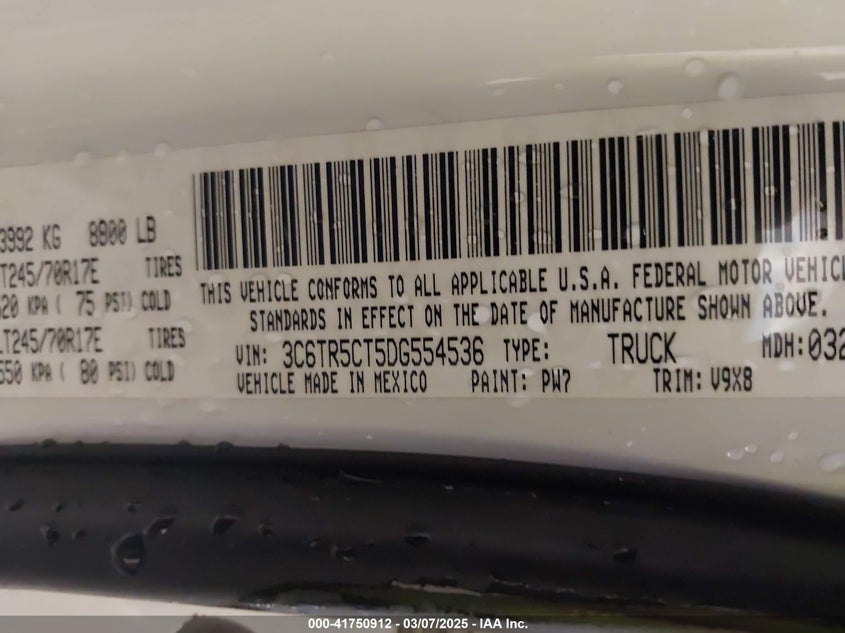 3992 KG 8800 LB
T245/70R17E TIRES
520 KPA ( 75 PSI) COLD
LT245/70R17E TIRES
550 KPA ( 80 PSI) COLD
THIS VEHICLE CONFORMS TO ALL APPLICABLE U.S.A. FEDERAL MOTOR VEHICL
STANDARDS IN EFFECT ON THE DATE OF MANUFACTURE SHOWN ABOVE.
VIN: 3C6TR5CT5DG554536 TYPE: TRUCK MDH:032
VEHICLE MADE IN MEXICO PAINT: PW7 TRIM: V9X8
000-41750912 - 03/07/2025 - IAA Inc.